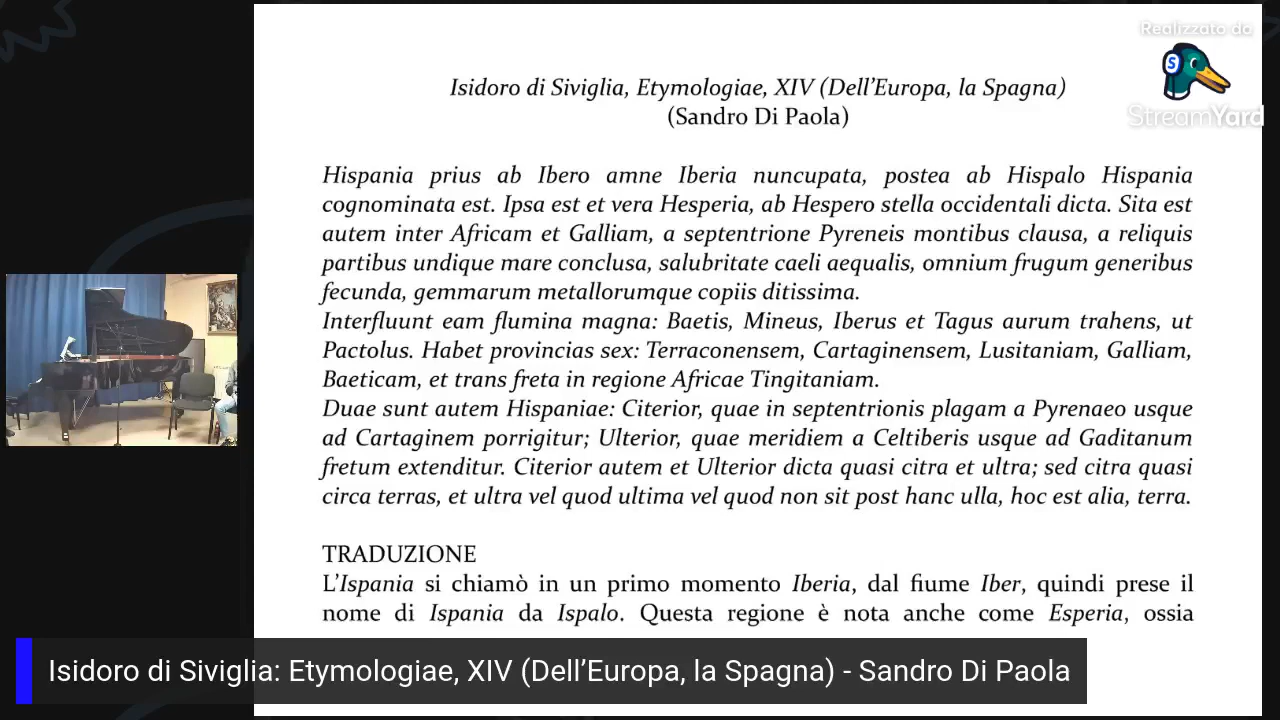 Realizzato da
StreamYard
Isidoro di Siviglia, Etymologiae, XIV (Dell’Europa, la Spagna)
(Sandro Di Paola)
Hispania prius ab Ibero amne Iberia nuncupata, postea ab Hispalo Hispania
cognominata est. Ipsa est et vera Hesperia, ab Hespero stella occidentali dicta. Sita est
autem inter Africam et Galliam, a septentrione Pyreneis montibus clausa, a reliquis
partibus undique mare conclusa, salubritate caeli aequalis, omnium frugum generibus
fecunda, gemmarum metallorumque copiis ditissima.
Interfluunt eam flumina magna: Baetis, Mineus, Iberus et Tagus aurum trahens, ut
Pactolus. Habet provincias sex: Terraconensem, Cartaginensem, Lusitaniam, Galliam,
Baeticam, et trans freta in regione Africae Tingitaniam.
Duae sunt autem Hispaniae: Citerior, quae in septentrionis plagam a Pyrenaeo usque
ad Cartaginem porrigitur; Ulterior, quae meridiem a Celtiberis usque ad Gaditanum
fretum extenditur. Citerior autem et Ulterior dicta quasi citra et ultra; sed citra quasi
circa terras, et ultra vel quod ultima vel quod non sit post hanc ulla, hoc est alia, terra.
TRADUZIONE
L’Ispania si chiamò in un primo momento Iberia, dal fiume Iber, quindi prese il
nome di Ispania da Ispalo. Questa regione è nota anche come Esperia, ossia
Isidoro di Siviglia: Etymologiae, XIV (Dell’Europa, la Spagna) - Sandro Di Paola